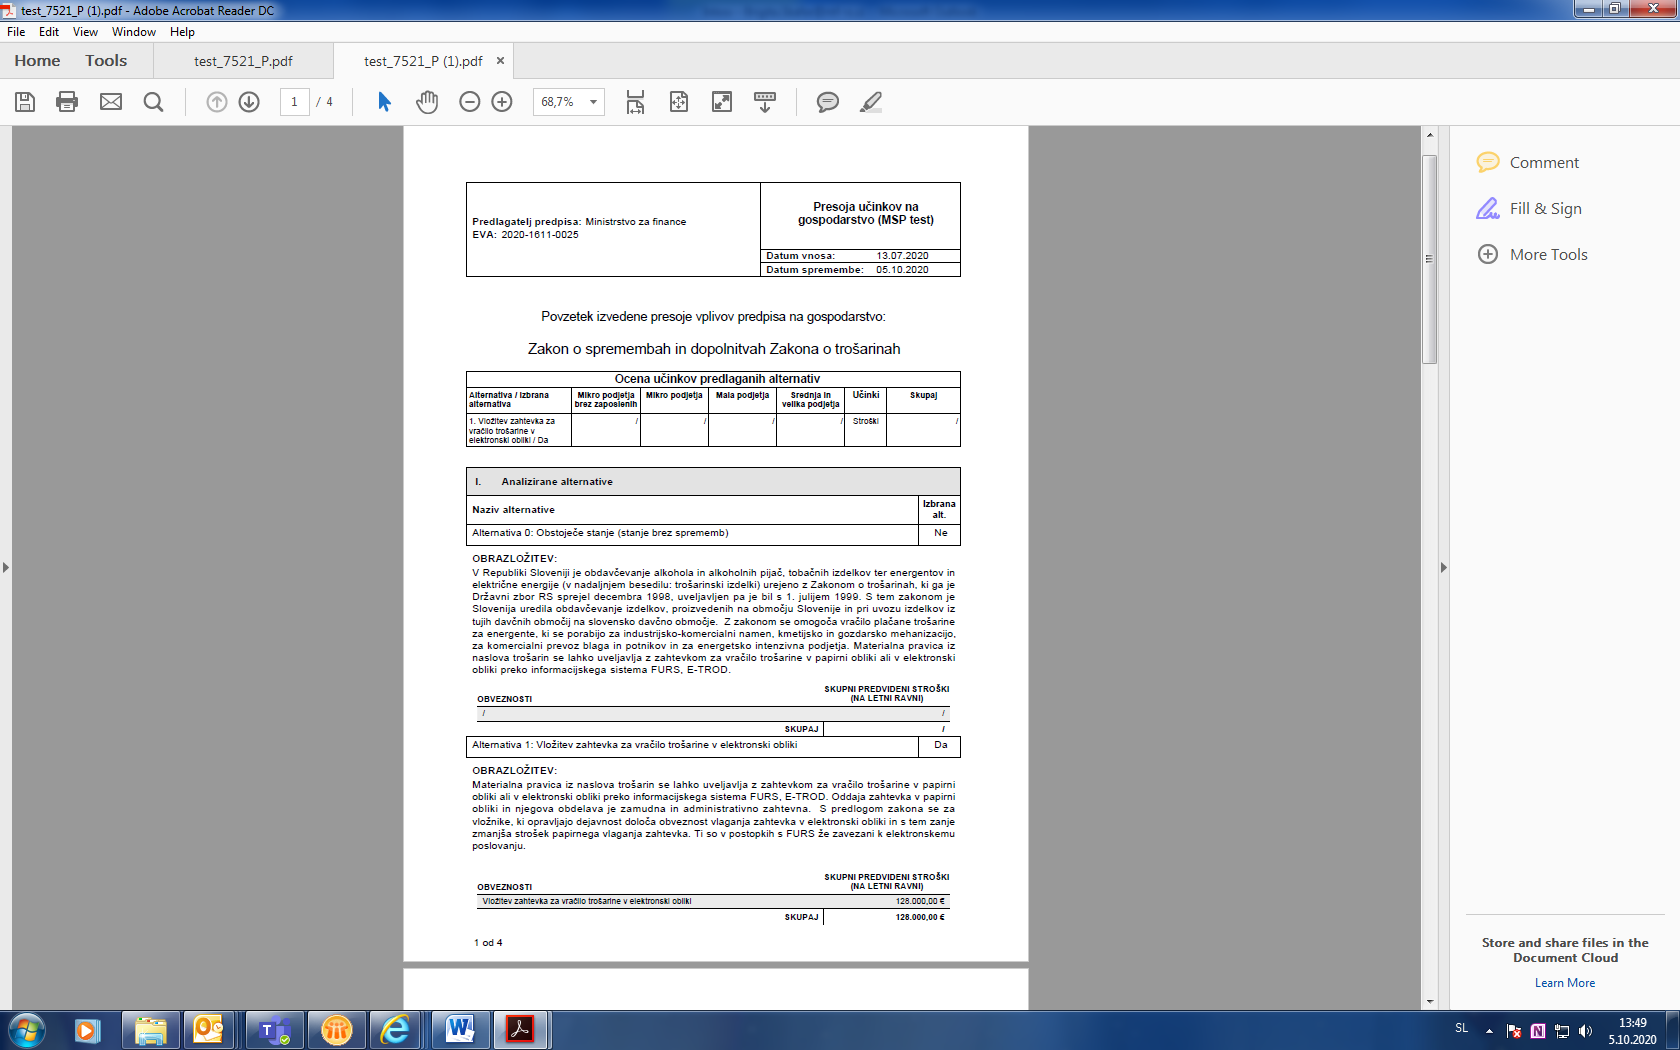 test_7521_P (1).pdf - Adobe Acrobat Reader DC
File Edit View Window Help
Home Tools test_7521_P.pdf test_7521_P (1).pdf ×
1 / 4 68,7%
Comment
Fill & Sign
More Tools
Predlagatelj predpisa: Ministrstvo za finance
EVA: 2020-1611-0025
Presoja učinkov na
gospodarstvo (MSP test)
Datum vnosa: 13.07.2020
Datum spremembe: 05.10.2020
Povzetek izvedene presoje vplivov predpisa na gospodarstvo:
Zakon o spremembah in dopolnitvah Zakona o trošarinah
Ocena učinkov predlaganih alternativ
Alternativa / Izbrana alternativa Mikro podjetja brez zaposlenih Mikro podjetja Mala podjetja Srednja in velika podjetja Učinki Skupaj
1. Vložitev zahtevka za / / / / Stroški /
vračilo trošarine v
elektronski obliki / Da
I. Analizirane alternative
Naziv alternative Izbrana alt.
Alternativa 0: Obstoječe stanje (stanje brez sprememb) Ne
OBRAZLOŽITEV:
V Republiki Sloveniji je obdavčevanje alkohola in alkoholnih pijač, tobačnih izdelkov ter energentov in
električne energije (v nadaljnjem besedilu: trošarinski izdelki) urejeno z Zakonom o trošarinah, ki ga je
Državni zbor RS sprejel decembra 1998, uveljavljen pa je bil s 1. julijem 1999. S tem zakonom je
Slovenija uredila obdavčevanje izdelkov, proizvedenih na območju Slovenije in pri uvozu izdelkov iz
tujih davčnih območij na slovensko davčno območje. Z zakonom se omogoča vračilo plačane trošarine
za energente, ki se porabijo za industrijsko-komercialni namen, kmetijsko in gozdarsko mehanizacijo,
za komercialni prevoz blaga in potnikov in za energetsko intenzivna podjetja. Materialna pravica iz
naslova trošarin se lahko uveljavlja z zahtevkom za vračilo trošarine v papirni obliki ali v elektronski
obliki preko informacijskega sistema FURS, E-TROD.
SKUPNI PREDVIDENI STROŠKI
OBVEZNOSTI (NA LETNI RAVNI)
/ /
SKUPAJ /
Alternativa 1: Vložitev zahtevka za vračilo trošarine v elektronski obliki Da
OBRAZLOŽITEV:
Materialna pravica iz naslova trošarin se lahko uveljavlja z zahtevkom za vračilo trošarine v papirni
obliki ali v elektronski obliki preko informacijskega sistema FURS, E-TROD. Oddaja zahtevka v papirni
obliki in njegova obdelava je zamudna in administrativno zahtevna. S predlogom zakona se za
vložnike, ki opravljajo dejavnost določa obveznost vlaganja zahtevka v elektronski obliki in s tem zanje
zmanjša strošek papirnega vlaganja zahtevka. Ti so v postopkih s FURS že zavezani k elektronskemu
poslovanju.
SKUPNI PREDVIDENI STROŠKI
OBVEZNOSTI (NA LETNI RAVNI)
Vložitev zahtevka za vračilo trošarine v elektronski obliki 128.000,00 €
SKUPAJ 128.000,00 €
1 od 4
Store and share files in the
Document Cloud
Learn More
SL 13:49
5.10.2020